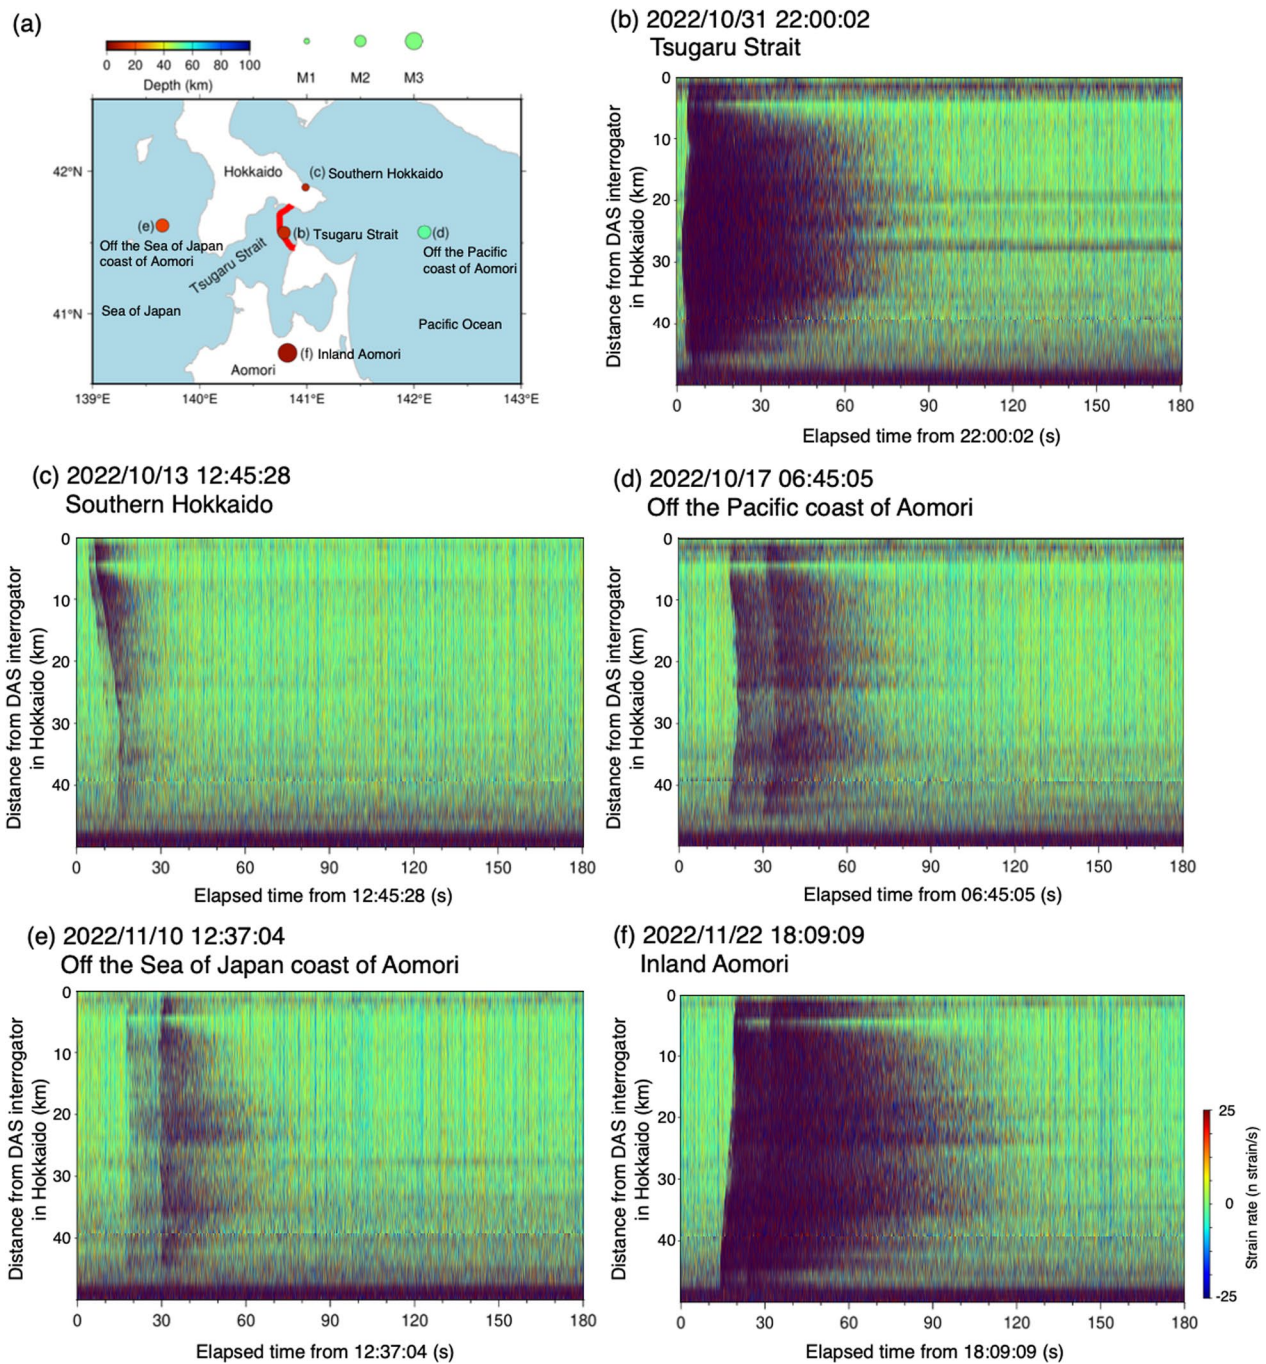 (a)
0 20 40 60 80 100
Depth (km)
M1 M2 M3
42°N
41°N
139°E 140°E 141°E 142°E 143°E
Hokkaido
(c) Southern Hokkaido
(e)
Off the Sea of Japan
coast of Aomori
(b) Tsugaru Strait
(d)
Off the Pacific
coast of Aomori
Tsugaru Strait
Sea of Japan
Pacific Ocean
(f) Inland Aomori
Aomori
(b) 2022/10/31 22:00:02
Tsugaru Strait
Distance from DAS interrogator
in Hokkaido (km)
0
10
20
30
40
0 30 60 90 120 150 180
Elapsed time from 22:00:02 (s)
(c) 2022/10/13 12:45:28
Southern Hokkaido
Distance from DAS interrogator
in Hokkaido (km)
0
10
20
30
40
0 30 60 90 120 150 180
Elapsed time from 12:45:28 (s)
(d) 2022/10/17 06:45:05
Off the Pacific coast of Aomori
Distance from DAS interrogator
in Hokkaido (km)
0
10
20
30
40
0 30 60 90 120 150 180
Elapsed time from 06:45:05 (s)
(e) 2022/11/10 12:37:04
Off the Sea of Japan coast of Aomori
Distance from DAS interrogator
in Hokkaido (km)
0
10
20
30
40
0 30 60 90 120 150 180
Elapsed time from 12:37:04 (s)
(f) 2022/11/22 18:09:09
Inland Aomori
Distance from DAS interrogator
in Hokkaido (km)
0
10
20
30
40
0 30 60 90 120 150 180
Elapsed time from 18:09:09 (s)
25
0
-25
Strain rate (n strain/s)